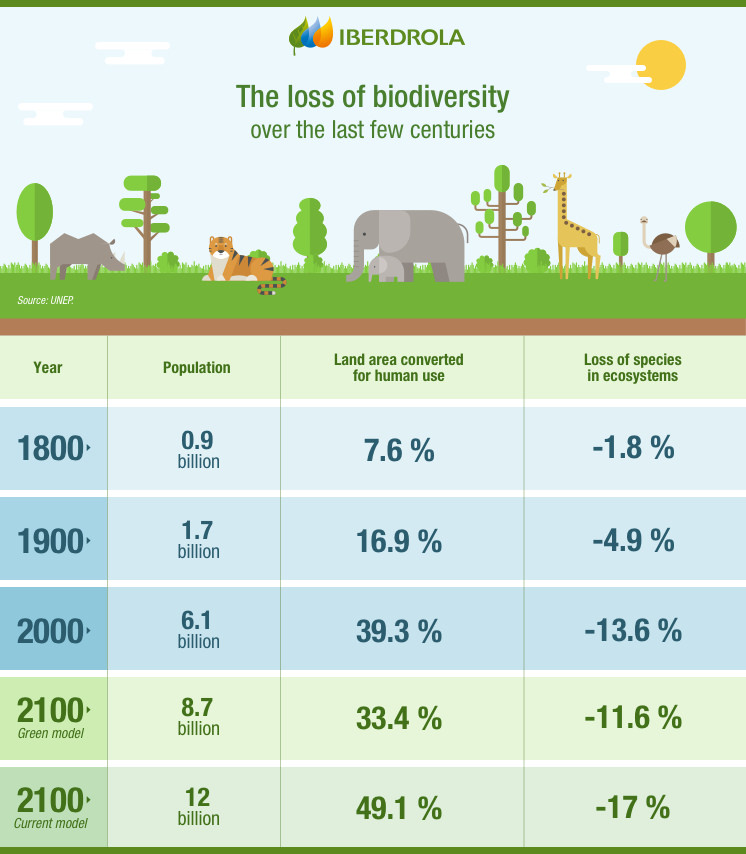 IBERDROLA
The loss of biodiversity
over the last few centuries
Source: UNEP.
Year
Population
Land area converted
for human use
Loss of species
in ecosystems
1800
0.9
billion
7.6 %
-1.8 %
1900
1.7
billion
16.9 %
-4.9 %
2000
6.1
billion
39.3 %
-13.6 %
2100
Green model
8.7
billion
33.4 %
-11.6 %
2100
Current model
12
billion
49.1 %
-17 %